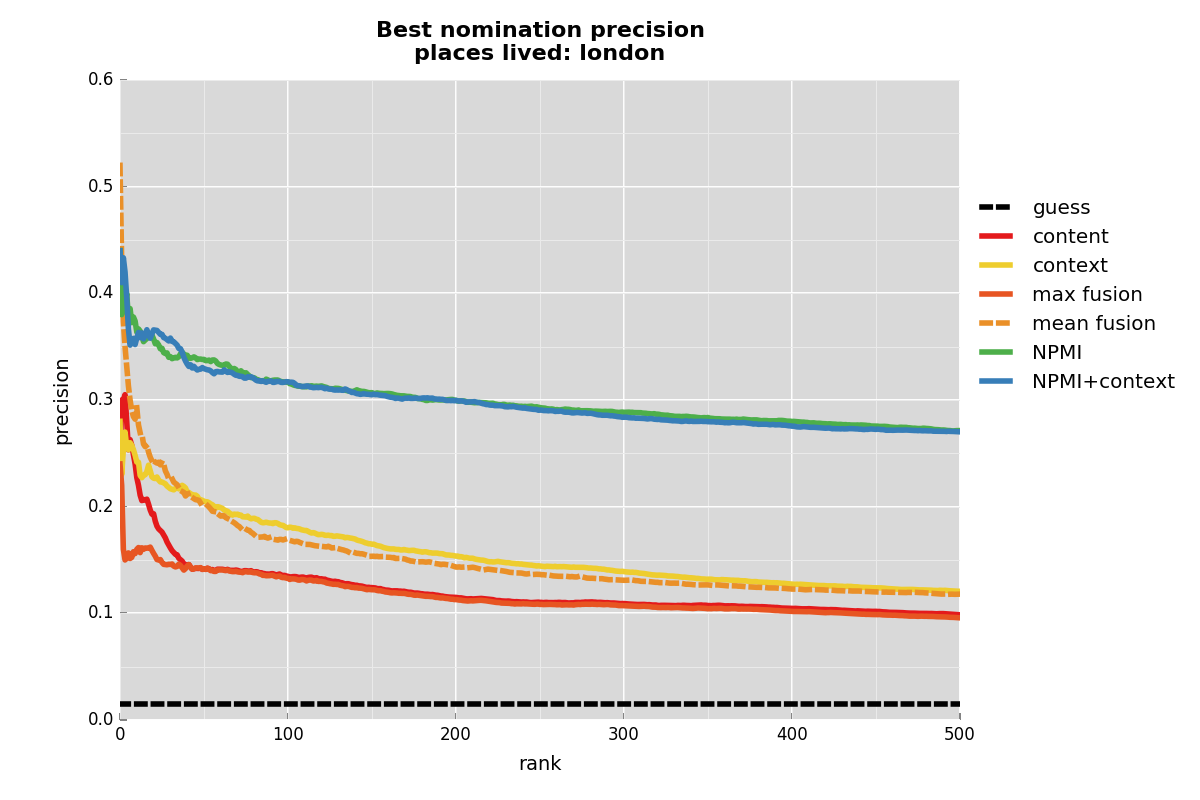 Best nomination precision
places lived: london
precision
0.6
0.5
0.4
0.3
0.2
0.1
0.0
0
100
200
300
400
500
rank
guess
content
context
max fusion
mean fusion
NPMI
NPMI+context